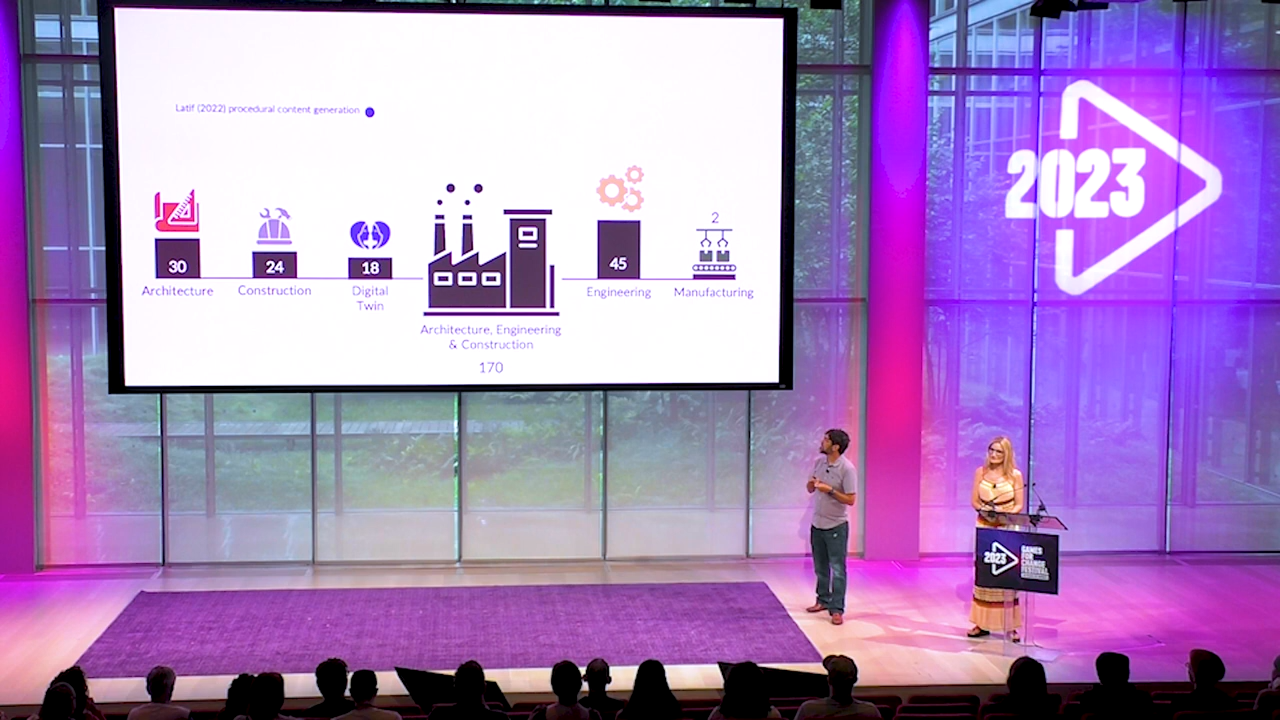 Latif (2022) procedural content generation
30
24
18
45
2
Architecture
Construction
Digital
Twin
Engineering
Manufacturing
Architecture, Engineering
& Construction
170
2023
2023
GAMES
FOR
CHANGE
FESTIVAL